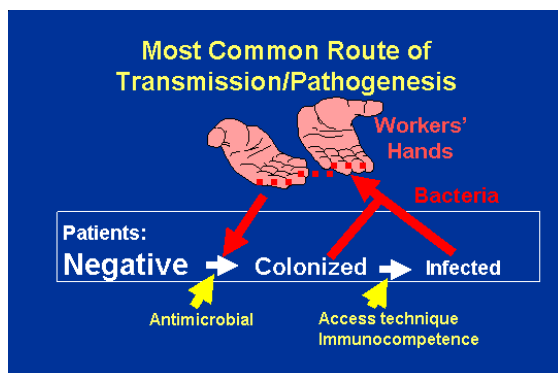 Most Common Route of
Transmission/Pathogenesis
Workers'
Hands
Bacteria
Patients:
Negative Colonized Infected
Antimicrobial
Access technique
Immunocompetence